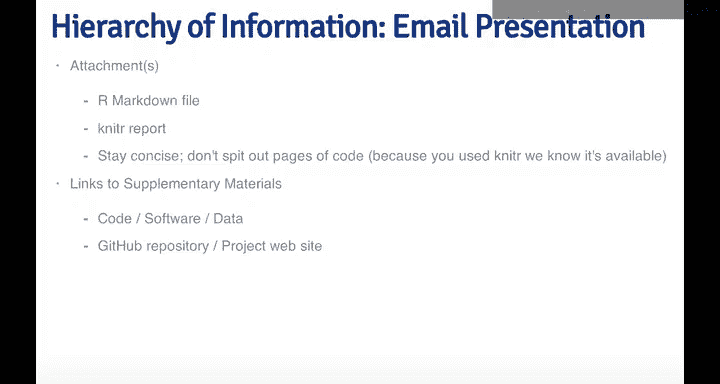 Hierarchy of Information: Email Presentation
· Attachment(s)
- R Markdown file
- knitr report
- Stay concise; don't spit out pages of code (because you used knitr we know it's available)
· Links to Supplementary Materials
- Code / Software / Data
- GitHub repository / Project web site